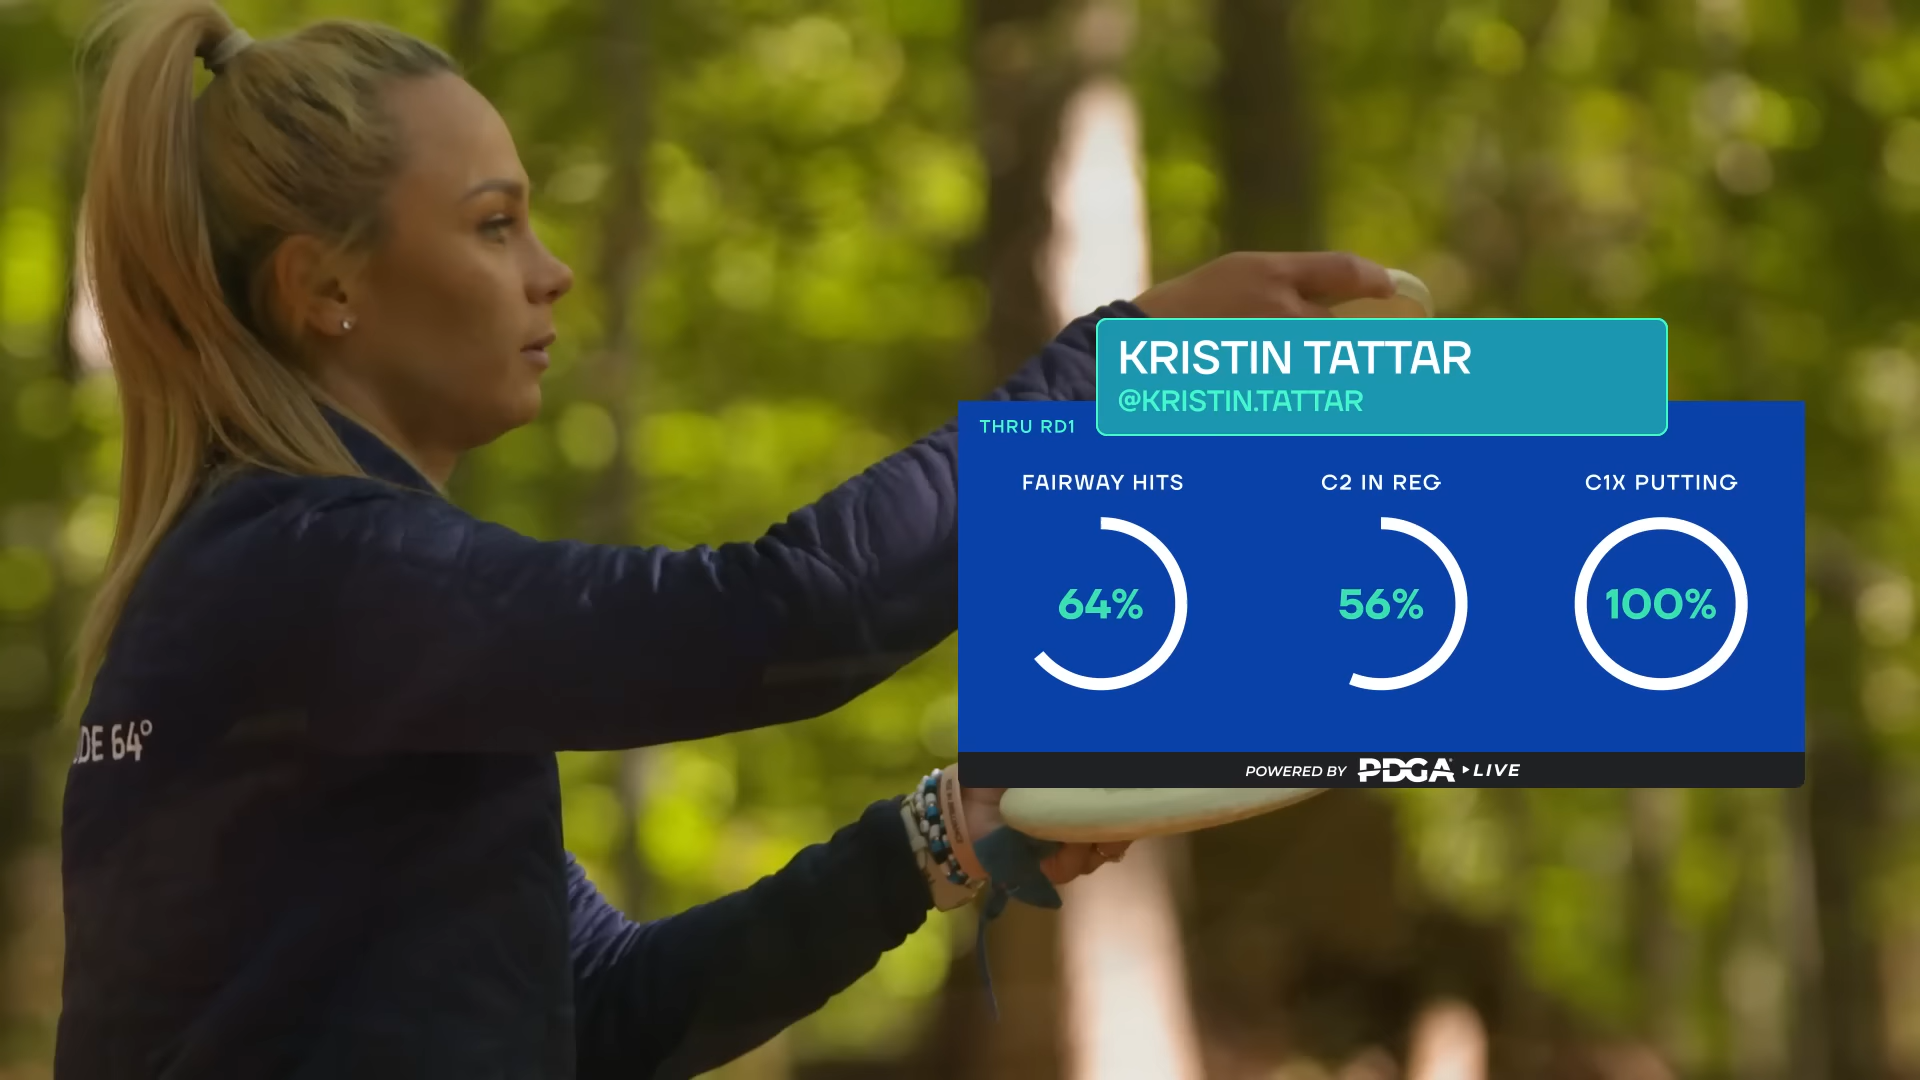 KRISTIN TATTAR
@KRISTIN.TATTAR
THRU RD1
FAIRWAY HITS
C2 IN REG
C1X PUTTING
64%
56%
100%
POWERED BY PDGA LIVE
DE 64°